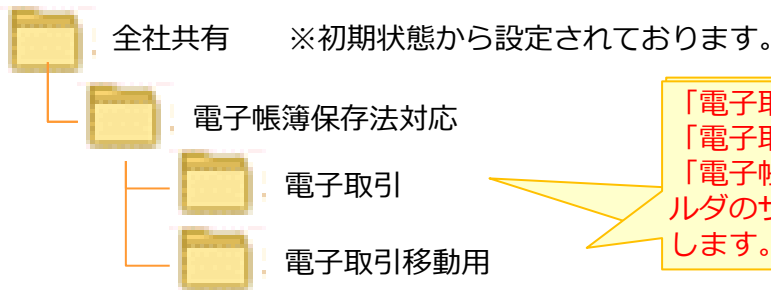 全社共有　　※初期状態から設定されております。
電子帳簿保存法対応
電子取引
電子取引移動用
「電子取
「電子取
「電子帳
ルダのサ
します。